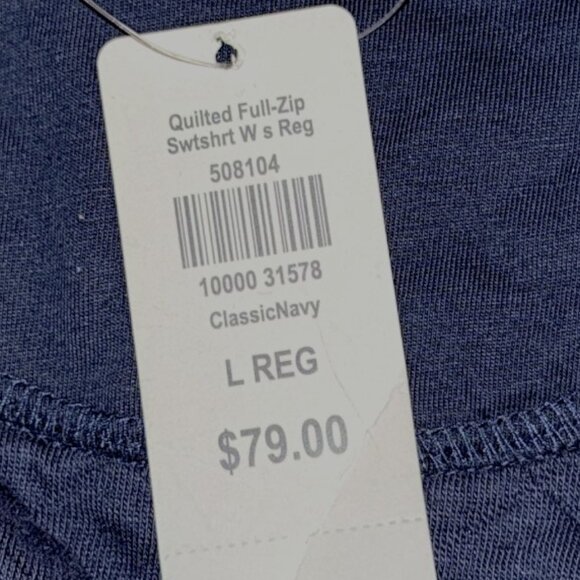 Quilted Full-Zip
Swtshrt W s Reg
508104
10000 31578
ClassicNavy
L REG
$79.00